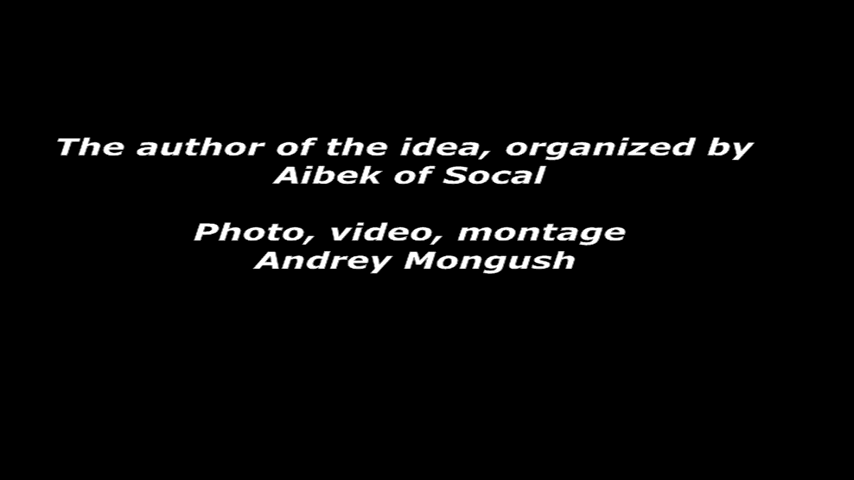 The author of the idea, organized by
Aibek of Socal
Photo, video, montage
Andrey Mongush